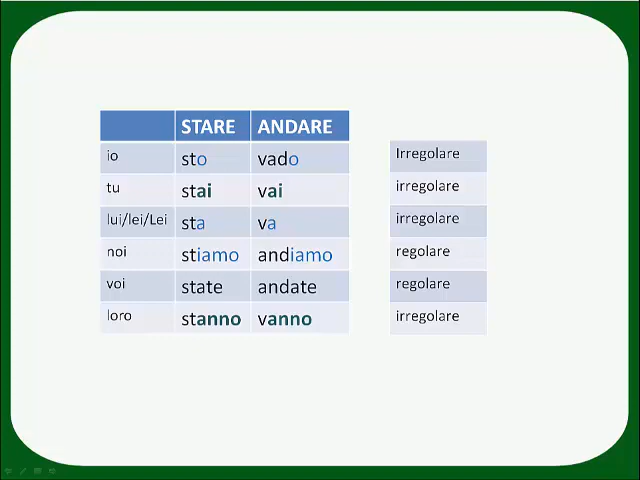 STARE ANDARE
io sto vado Irregolare
tu stai vai irregolare
lui/lei/Lei sta va irregolare
noi stiamo andiamo regolare
voi state andate regolare
loro stanno vanno irregolare